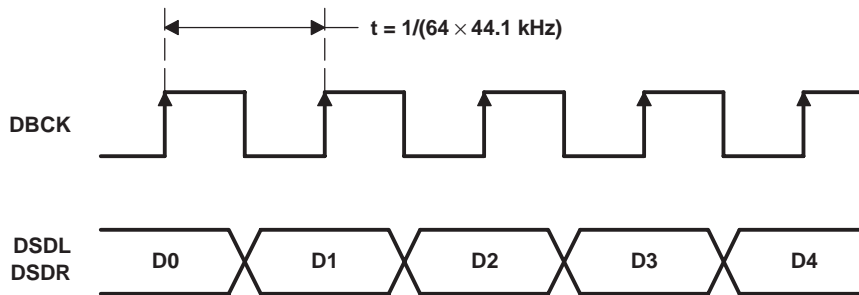 t = 1/(64 × 44.1 kHz)
DBCK
DSDL
DSDR
D0 D1 D2 D3 D4